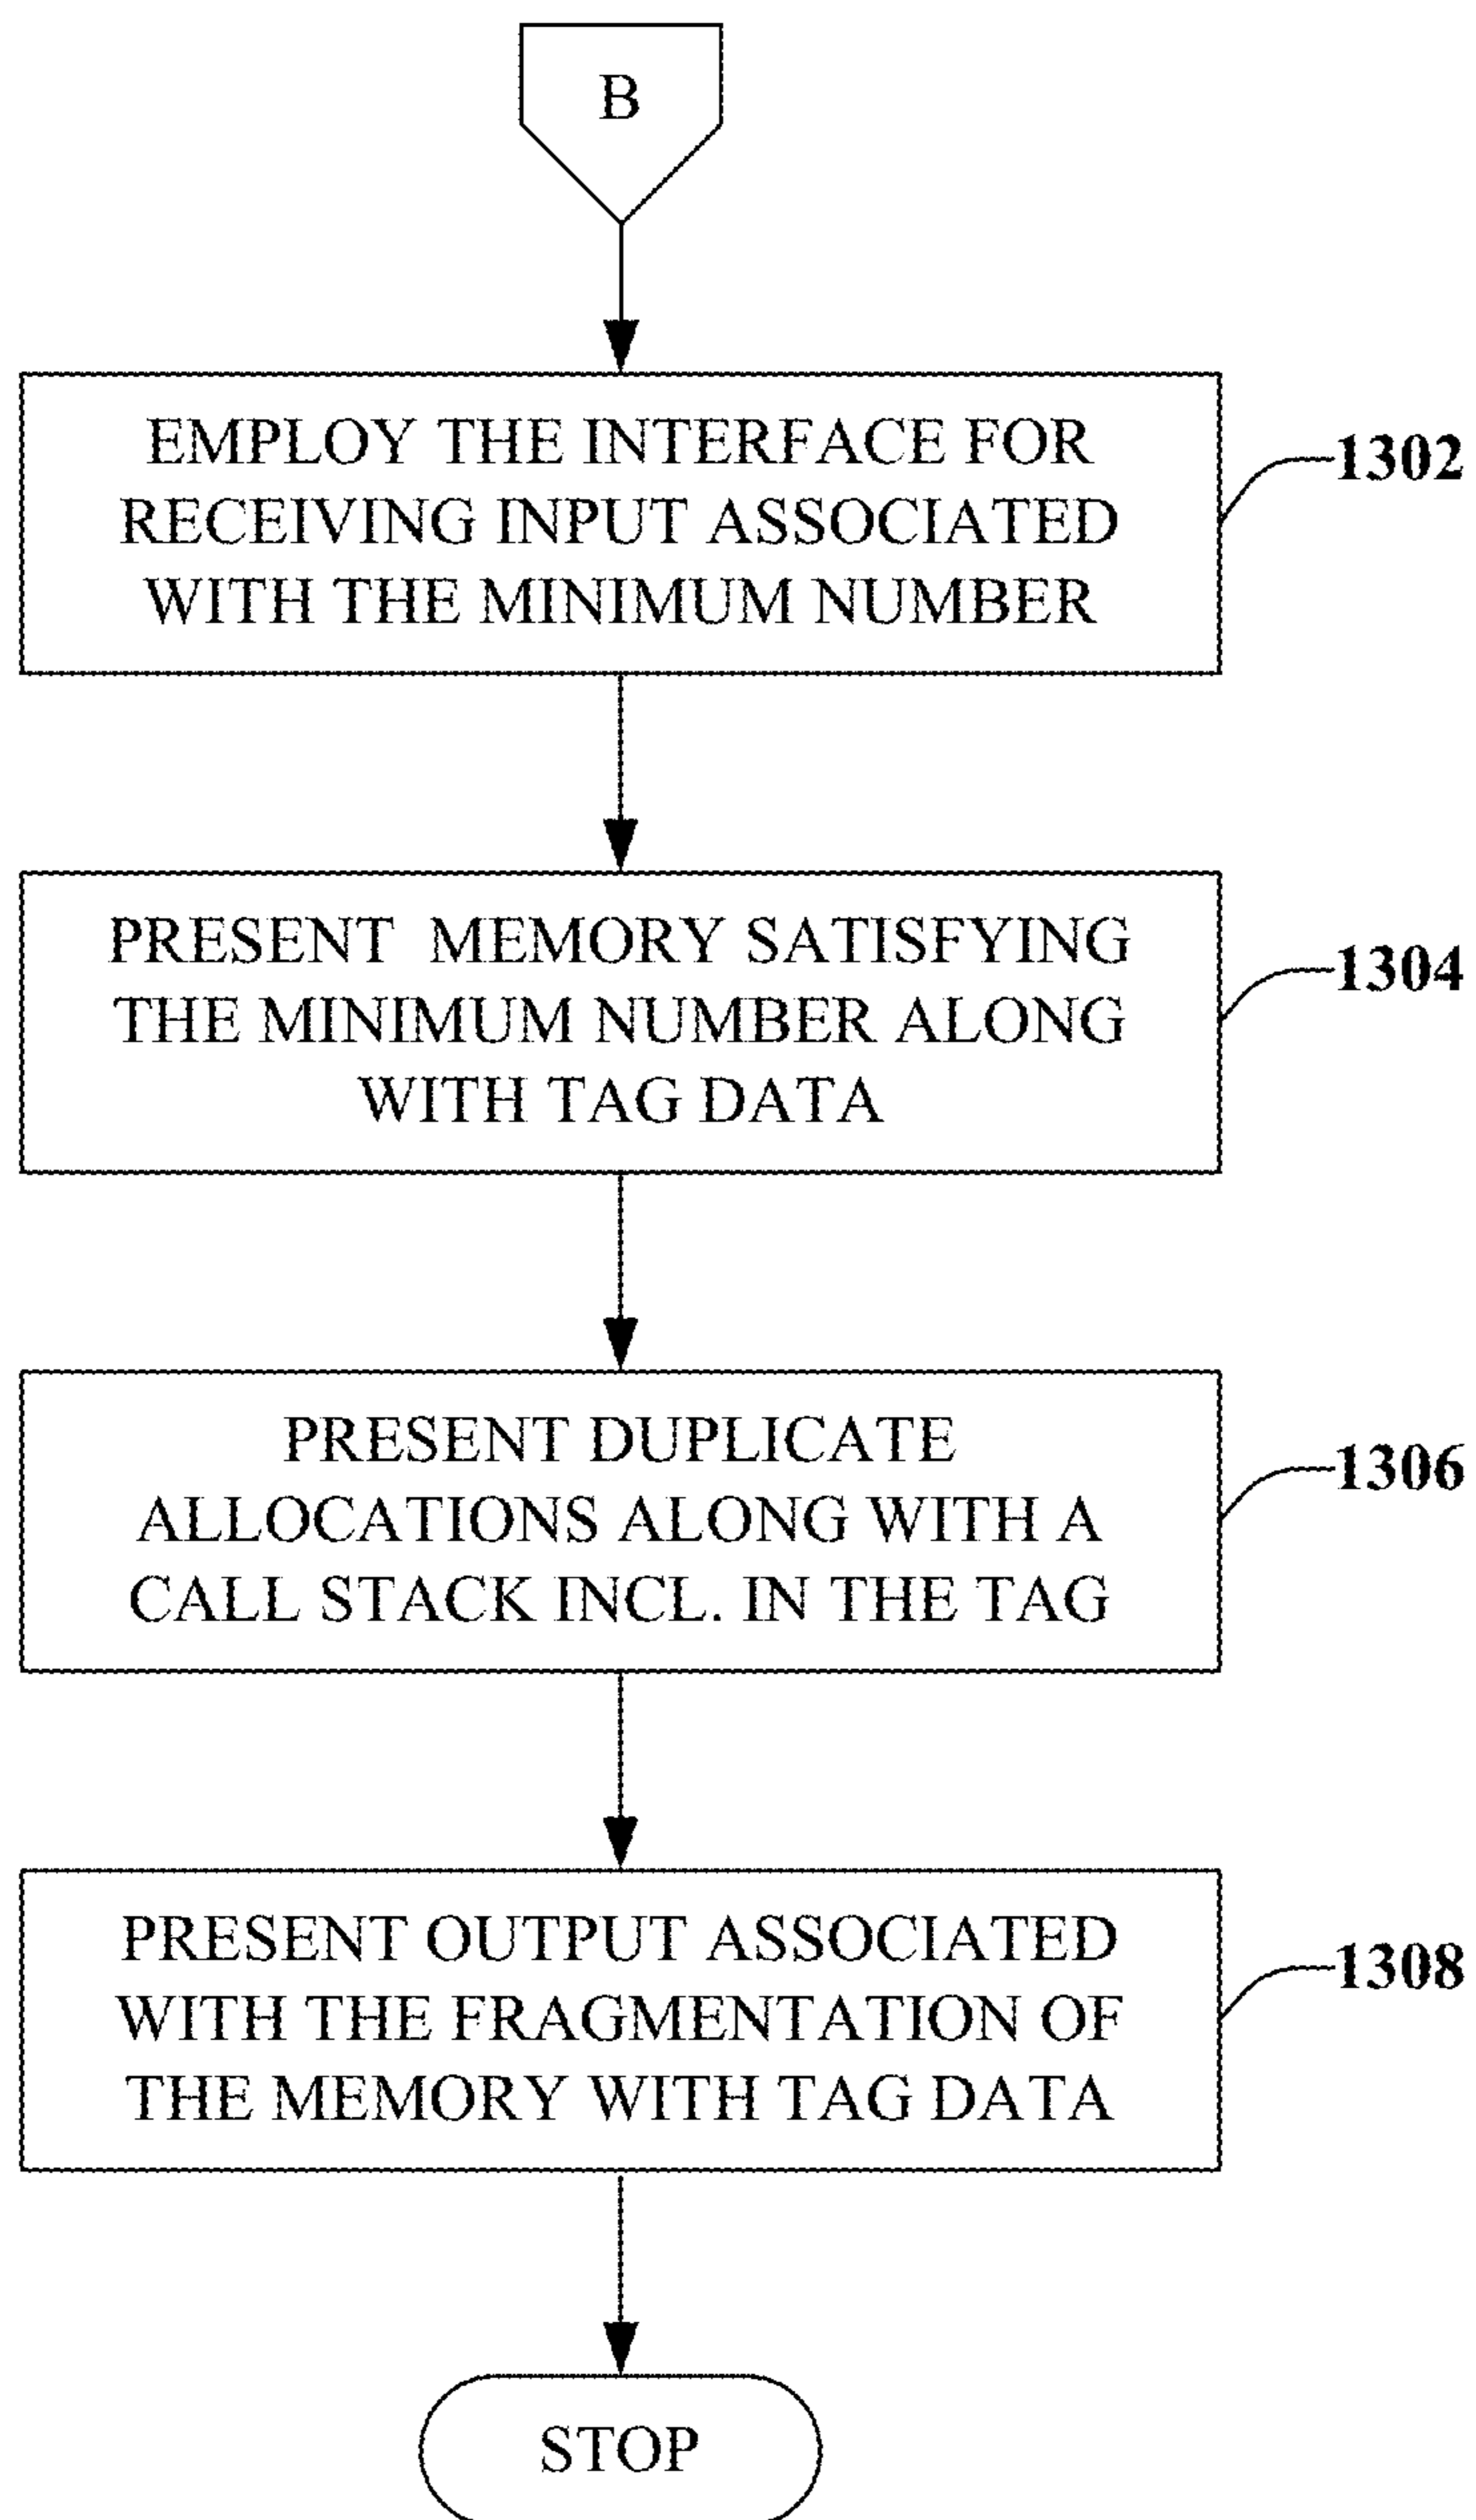 B
EMPLOY THE INTERFACE FOR
RECEIVING INPUT ASSOCIATED
WITH THE MINIMUM NUMBER
1302
PRESENT MEMORY SATISFYING
THE MINIMUM NUMBER ALONG
WITH TAG DATA
1304
PRESENT DUPLICATE
ALLOCATIONS ALONG WITH A
CALL STACK INCL. IN THE TAG
1306
PRESENT OUTPUT ASSOCIATED
WITH THE FRAGMENTATION OF
THE MEMORY WITH TAG DATA
1308
STOP